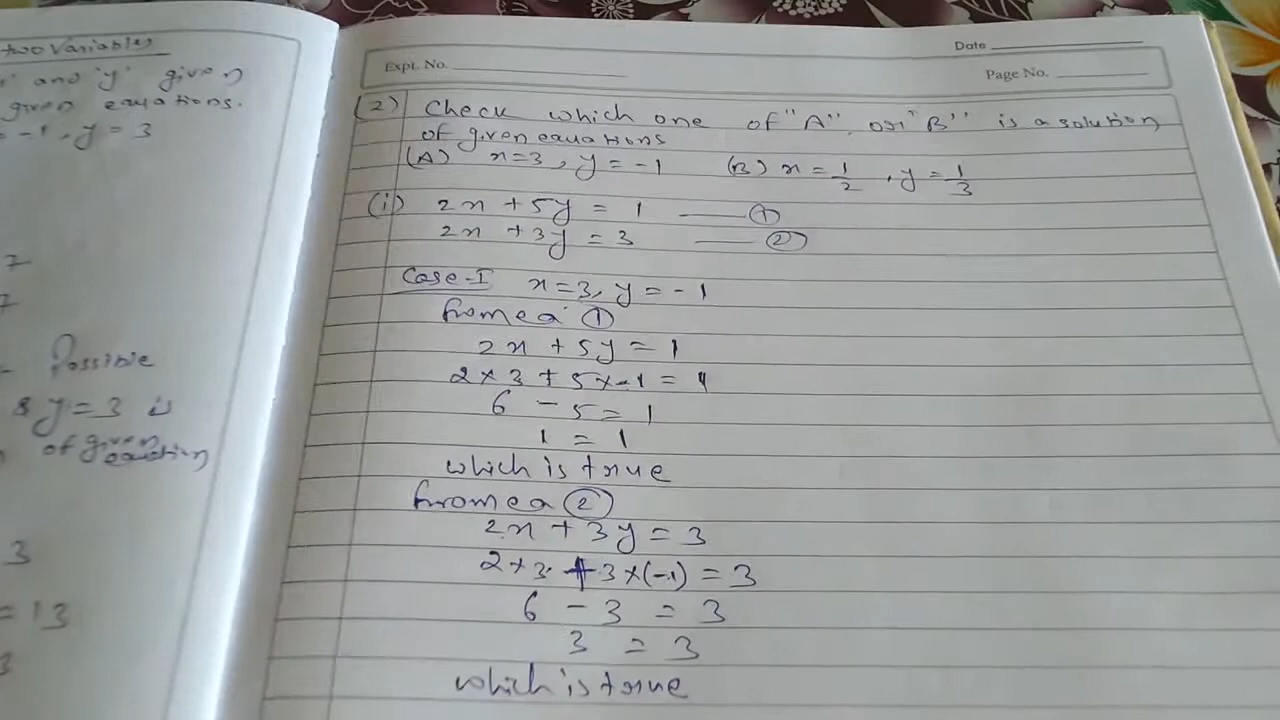 two Variables
and 'y' given
given equations.
-1, y = 3
7
7
Possible
& y = 3 is
of given
equation
3
= 13
3
Date
Expt. No.
Page No.
(2) Check which one of "A" or "B" is a solution
of given equations
(A) x=3, y = -1 (B) x = 1/2, y = 1/3
(i) 2x + 5y = 1 —— ①
2x + 3y = 3 —— ②
Case-I x=3, y = -1
from eq ①
2x + 5y = 1
2×3 + 5×-1 = 1
6 - 5 = 1
1 = 1
which is true
from eq ②
2x + 3y = 3
2×3 + 3×(-1) = 3
6 - 3 = 3
3 = 3
which is true